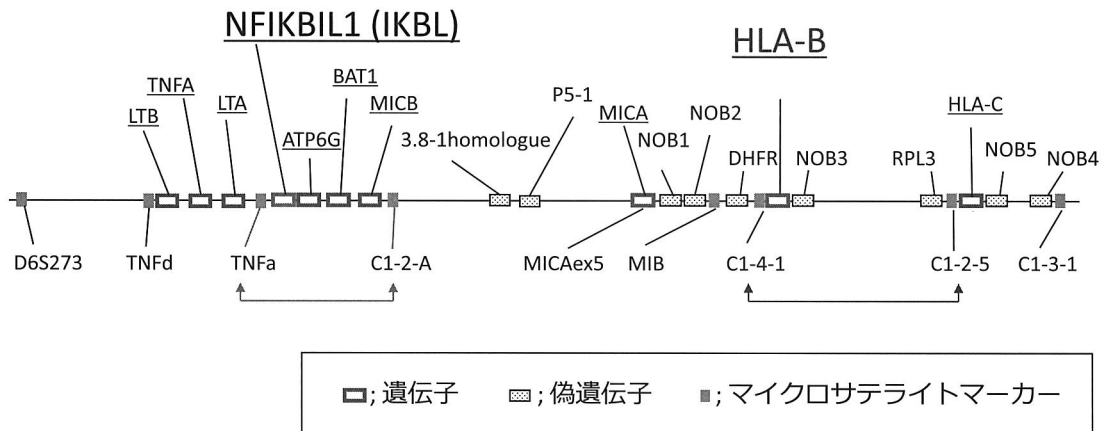 NFIKBIL1 (IKBL)
HLA-B
TNFA
BAT1
P5-1
LTB
LTA
MICB
MICA
NOB2
HLA-C
ATP6G
3.8-1homologue
NOB1
DHFR
NOB3
RPL3
NOB5
NOB4
D6S273
TNFd
TNFa
C1-2-A
MICAex5
MIB
C1-4-1
C1-2-5
C1-3-1
; 遺伝子
; 偽遺伝子
; マイクロサテライトマーカー